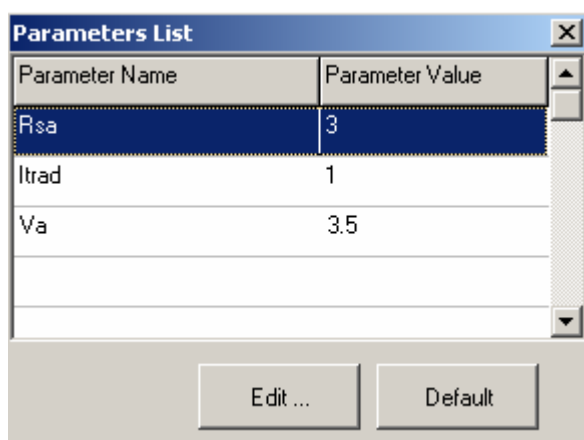 Parameters List
Parameter Name Parameter Value
Rsa 3
Itrad 1
Va 3.5
Edit ... Default